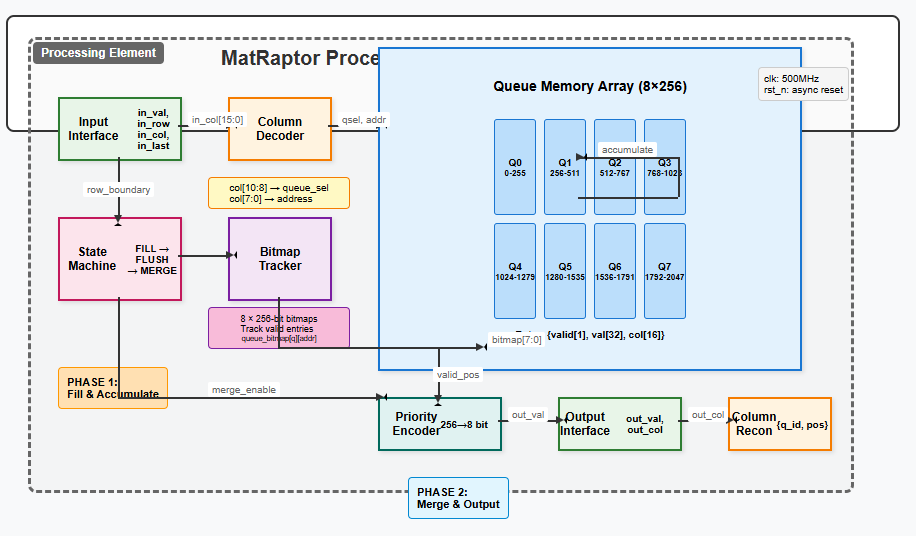 Processing Element
MatRaptor Proce
Queue Memory Array (8×256)
clk: 500MHz
rst_n: async reset
Input
Interface
in_val,
in_row
in_col,
in_last
in_col[15:0]
Column
Decoder
qsel, addr
col[10:8] → queue_sel
col[7:0] → address
row_boundary
State
Machine
FILL →
FLUSH
→ MERGE
Bitmap
Tracker
8 × 256-bit bitmaps
Track valid entries
queue_bitmap[q][addr]
accumulate
Q0
0-255
Q1
256-511
Q2
512-767
Q3
768-1023
Q4
1024-1279
Q5
1280-1535
Q6
1536-1791
Q7
1792-2047
{valid[1], val[32], col[16]}
bitmap[7:0]
valid_pos
PHASE 1:
Fill & Accumulate
merge_enable
Priority
Encoder
256→8 bit
out_val
Output
Interface
out_val,
out_col
out_col
Column
Recon
{q_id, pos}
PHASE 2:
Merge & Output